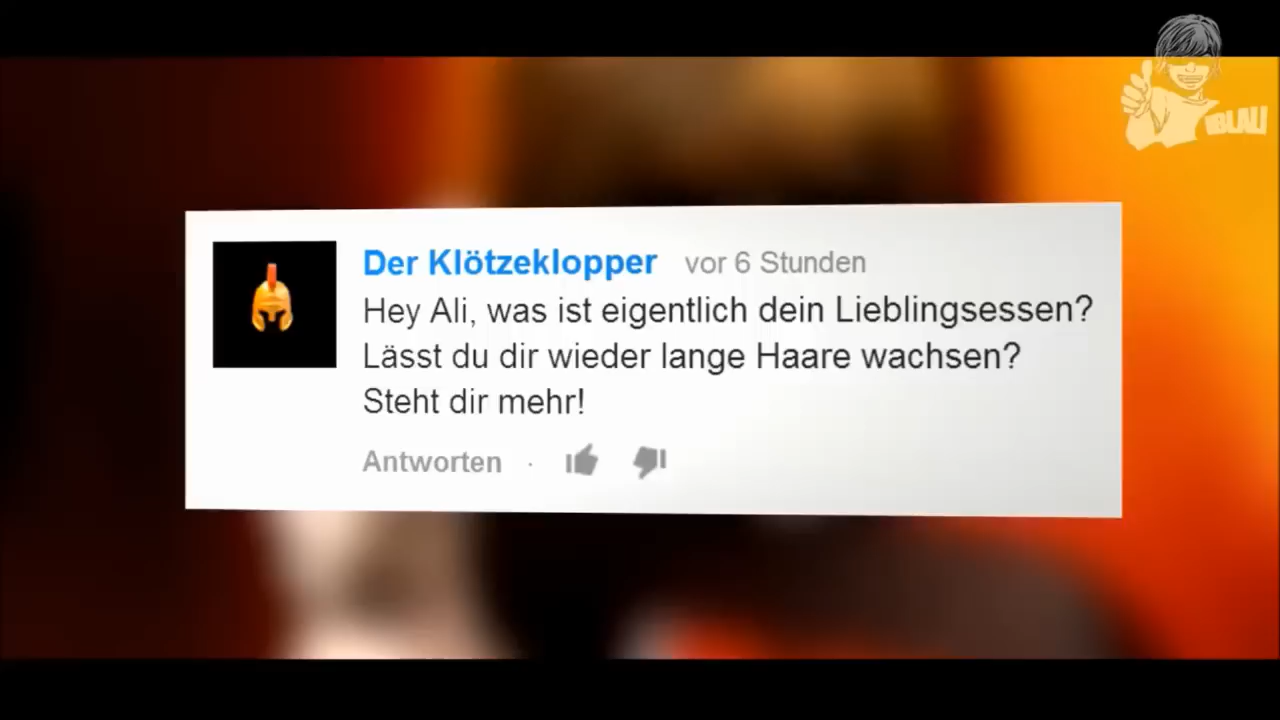 iBLALI
Der Klötzeklopper vor 6 Stunden
Hey Ali, was ist eigentlich dein Lieblingsessen?
Lässt du dir wieder lange Haare wachsen?
Steht dir mehr!
Antworten ·